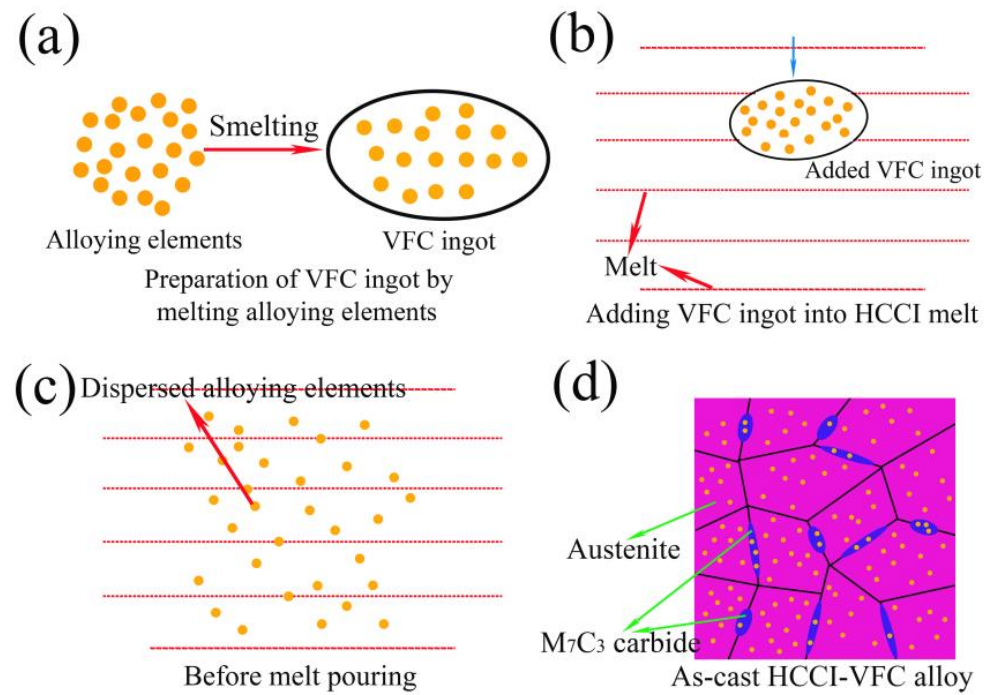 (a)
Smelting
Alloying elements
VFC ingot
Preparation of VFC ingot by
melting alloying elements
(b)
Added VFC ingot
Melt
Adding VFC ingot into HCCI melt
(c)
Dispersed alloying elements
Before melt pouring
(d)
Austenite
M₇C₃ carbide
As-cast HCCI-VFC alloy